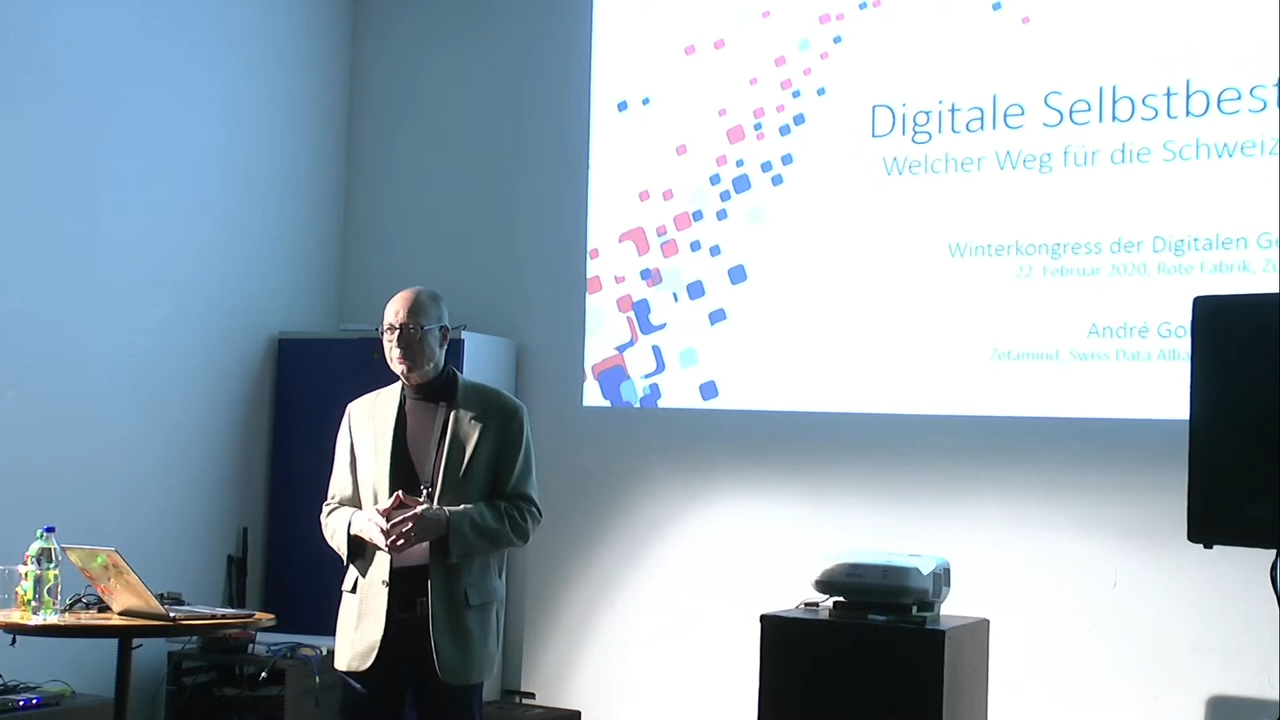 Digitale Selbstbest
Welcher Weg für die Schweiz
Winterkongress der Digitalen Ge
22. Februar 2020, Rote Fabrik, Zü
André Go
Zetamind, Swiss Data Allia